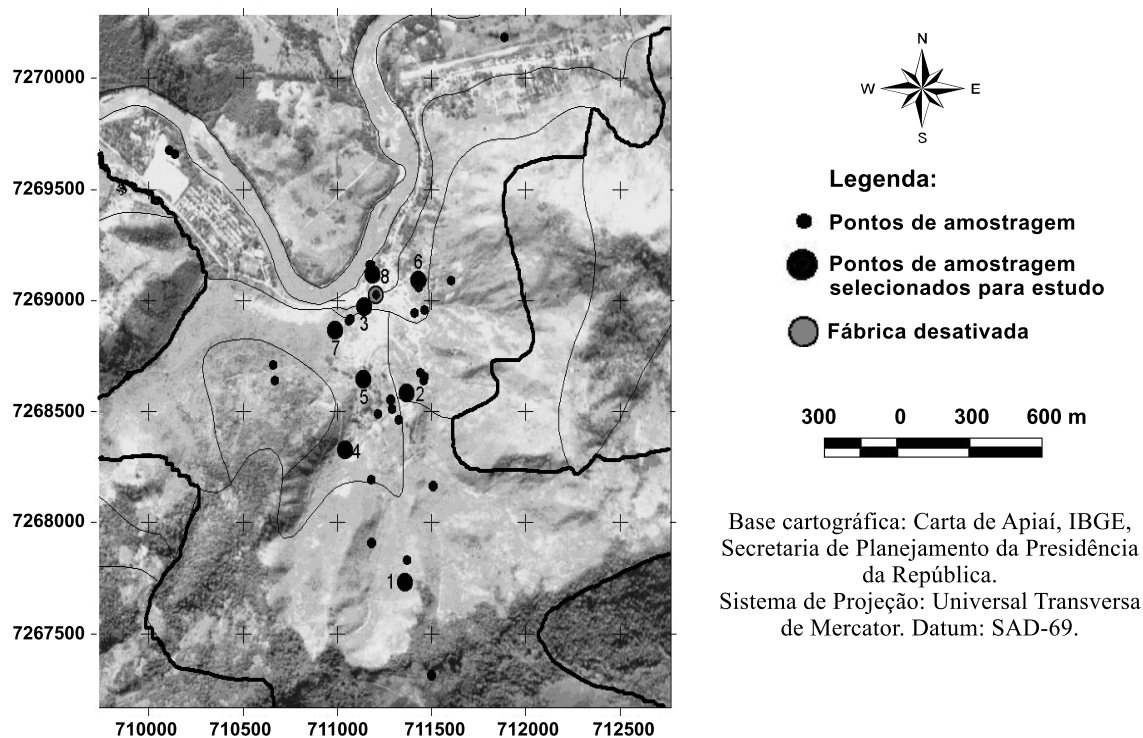 7270000
7269500
7269000
7268500
7268000
7267500
710000 710500 711000 711500 712000 712500
8
6
3
7
5
2
4
1
N
W E
S
Legenda:
Pontos de amostragem
Pontos de amostragem
selecionados para estudo
Fábrica desativada
300 0 300 600 m
Base cartográfica: Carta de Apiaí, IBGE,
Secretaria de Planejamento da Presidência
da República.
Sistema de Projeção: Universal Transversa
de Mercator. Datum: SAD-69.